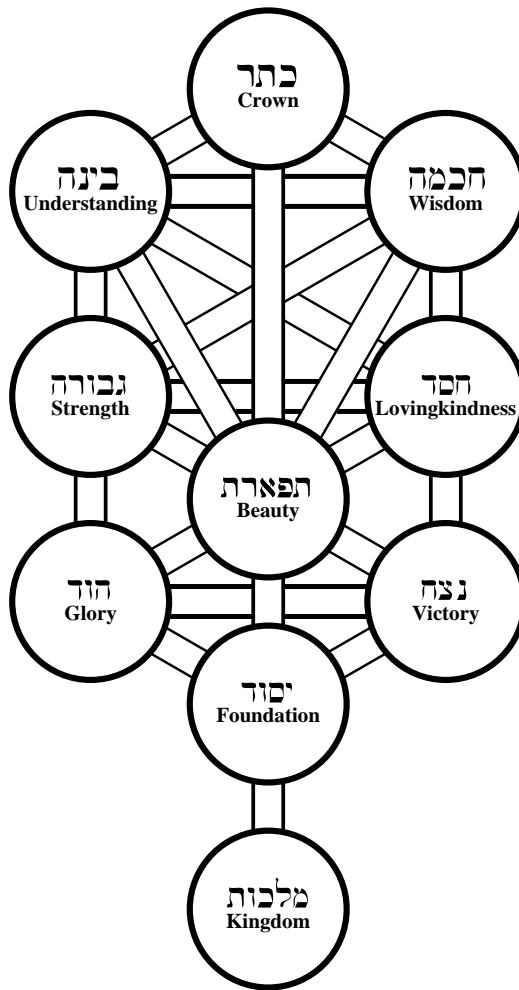 כתר
Crown
בינה
Understanding
חכמה
Wisdom
גבורה
Strength
חסד
Lovingkindness
תפארת
Beauty
הוד
Glory
נצח
Victory
יסוד
Foundation
מלכות
Kingdom